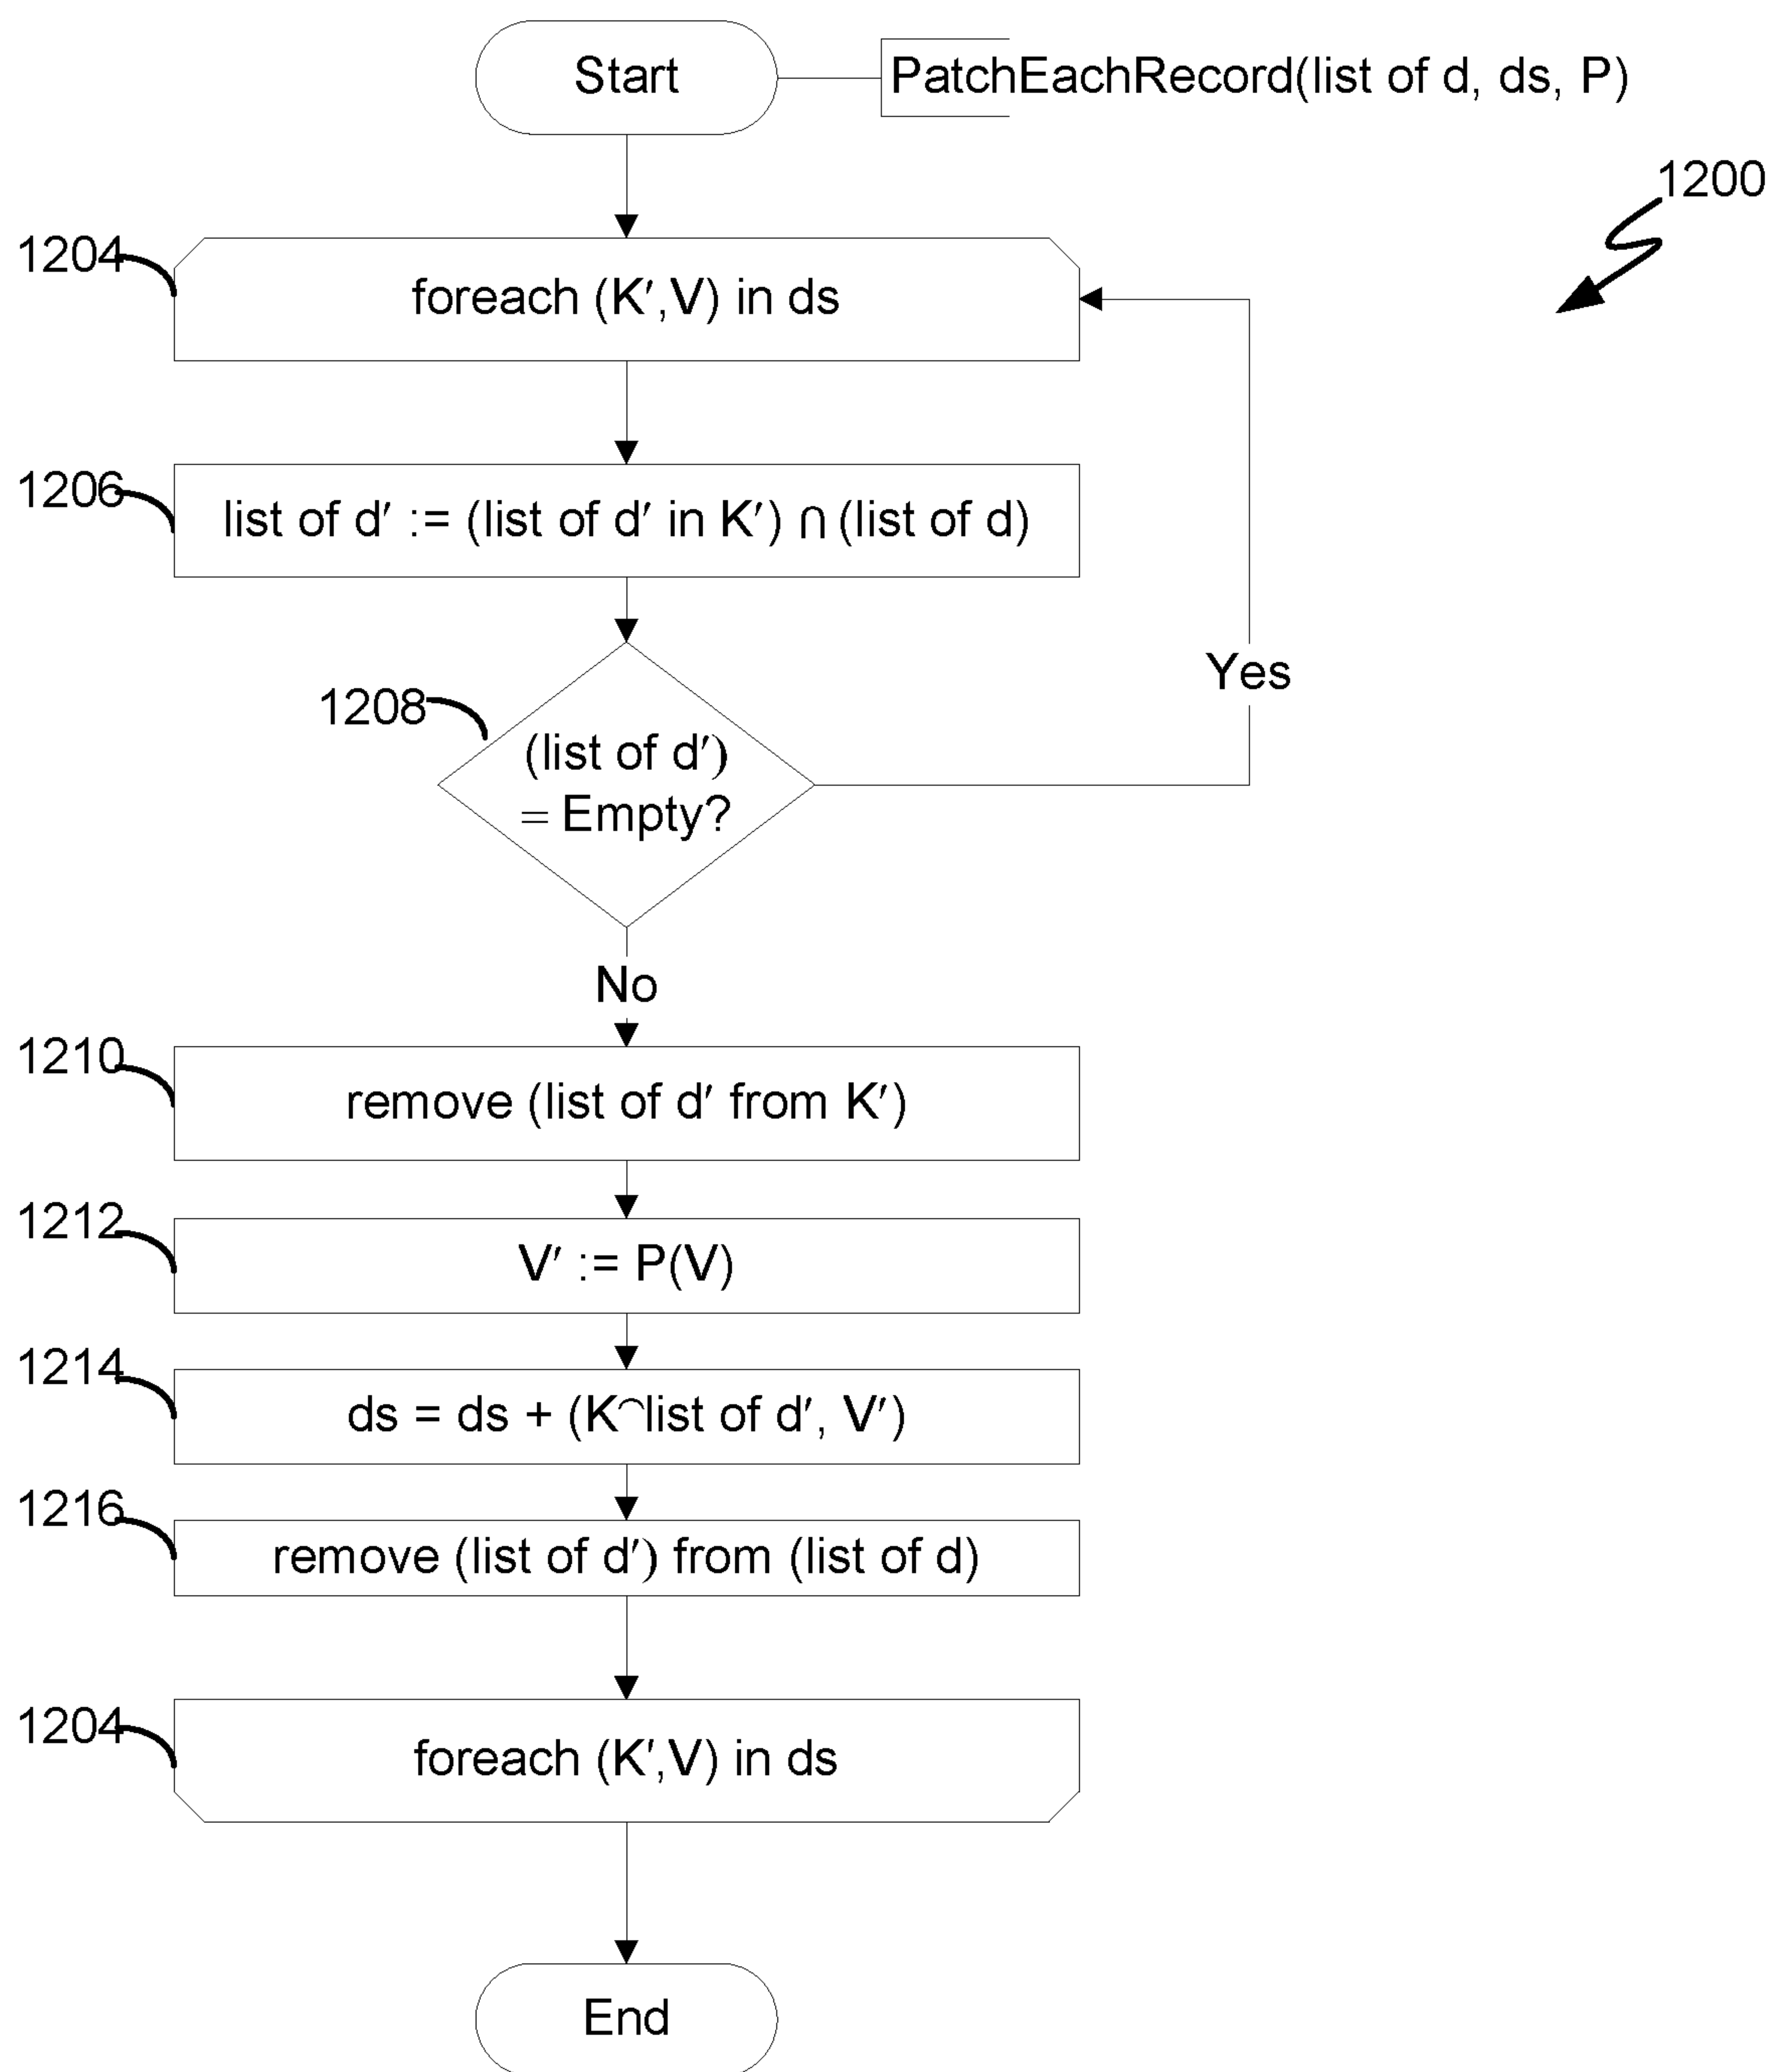 Start
PatchEachRecord(list of d, ds, P)
1200
1204
foreach (K′,V) in ds
1206
list of d′ := (list of d′ in K′) ∩ (list of d)
Yes
1208
(list of d′)
= Empty?
No
1210
remove (list of d′ from K′)
1212
V′ := P(V)
1214
ds = ds + (K⌒list of d′, V′)
1216
remove (list of d′) from (list of d)
1204
foreach (K′,V) in ds
End